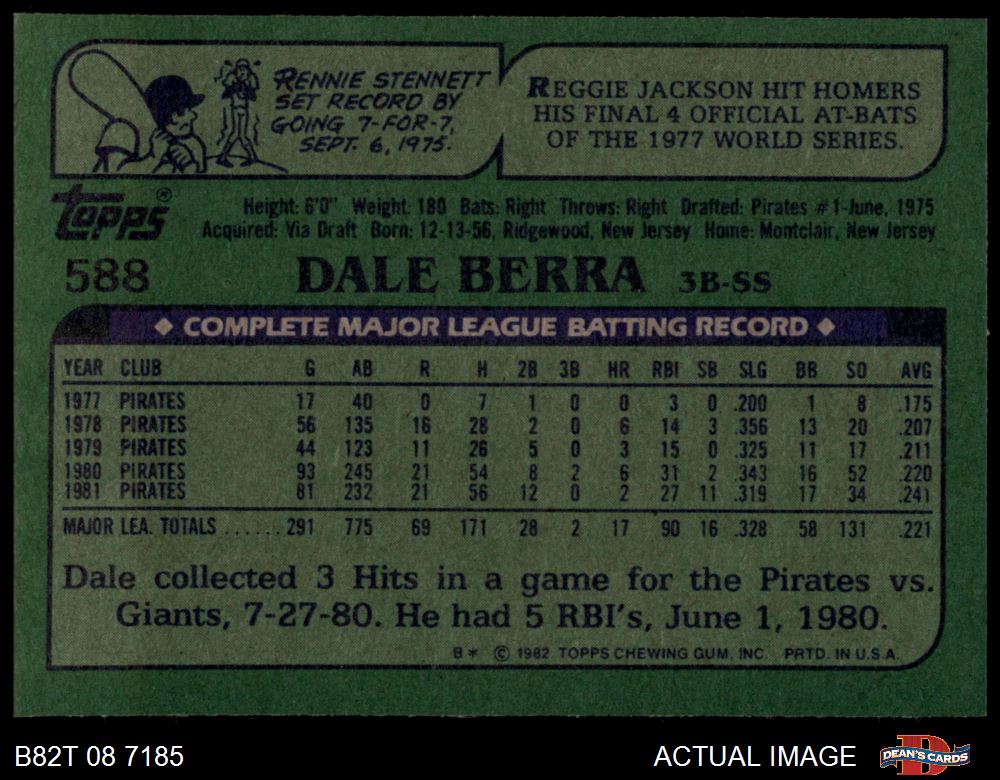 RENNIE STENNETT
SET RECORD BY
GOING 7-FOR-7,
SEPT. 6, 1975.
REGGIE JACKSON HIT HOMERS
HIS FINAL 4 OFFICIAL AT-BATS
OF THE 1977 WORLD SERIES.
Topps®
Height: 6'0" Weight: 180 Bats: Right Throws: Right Drafted: Pirates #1-June, 1975
Acquired: Via Draft Born: 12-13-56, Ridgewood, New Jersey Home: Montclair, New Jersey
588 DALE BERRA 3B-SS
◆ COMPLETE MAJOR LEAGUE BATTING RECORD ◆
YEAR CLUB G AB R H 2B 3B HR RBI SB SLG BB SO AVG
1977 PIRATES 17 40 0 7 1 0 0 3 0 .200 1 8 .175
1978 PIRATES 56 135 16 28 2 0 6 14 3 .356 13 20 .207
1979 PIRATES 44 123 11 26 5 0 3 15 0 .325 11 17 .211
1980 PIRATES 93 245 21 54 8 2 6 31 2 .343 16 52 .220
1981 PIRATES 81 232 21 56 12 0 2 27 11 .319 17 34 .241
MAJOR LEA. TOTALS ...... 291 775 69 171 28 2 17 90 16 .328 58 131 .221
Dale collected 3 Hits in a game for the Pirates vs.
Giants, 7-27-80. He had 5 RBI's, June 1, 1980.
B* © 1982 TOPPS CHEWING GUM, INC. PRTD. IN U.S.A.
B82T 08 7185 ACTUAL IMAGE DEAN'S CARDS